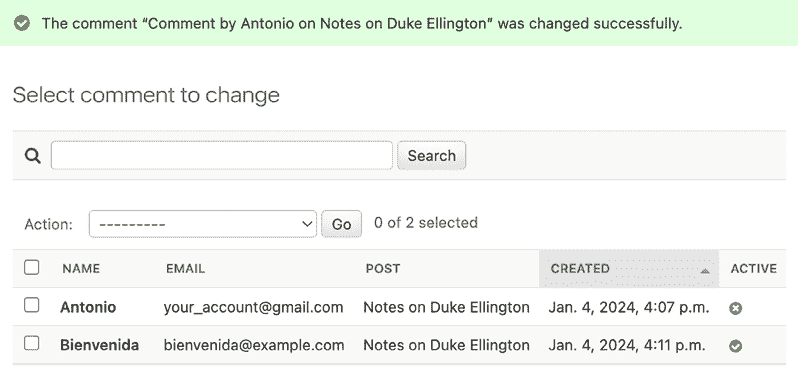 The comment “Comment by Antonio on Notes on Duke Ellington” was changed successfully.
Select comment to change
Search
Action: --------- Go 0 of 2 selected
NAME EMAIL POST CREATED ACTIVE
Antonio your_account@gmail.com Notes on Duke Ellington Jan. 4, 2024, 4:07 p.m.
Bienvenida bienvenida@example.com Notes on Duke Ellington Jan. 4, 2024, 4:11 p.m.